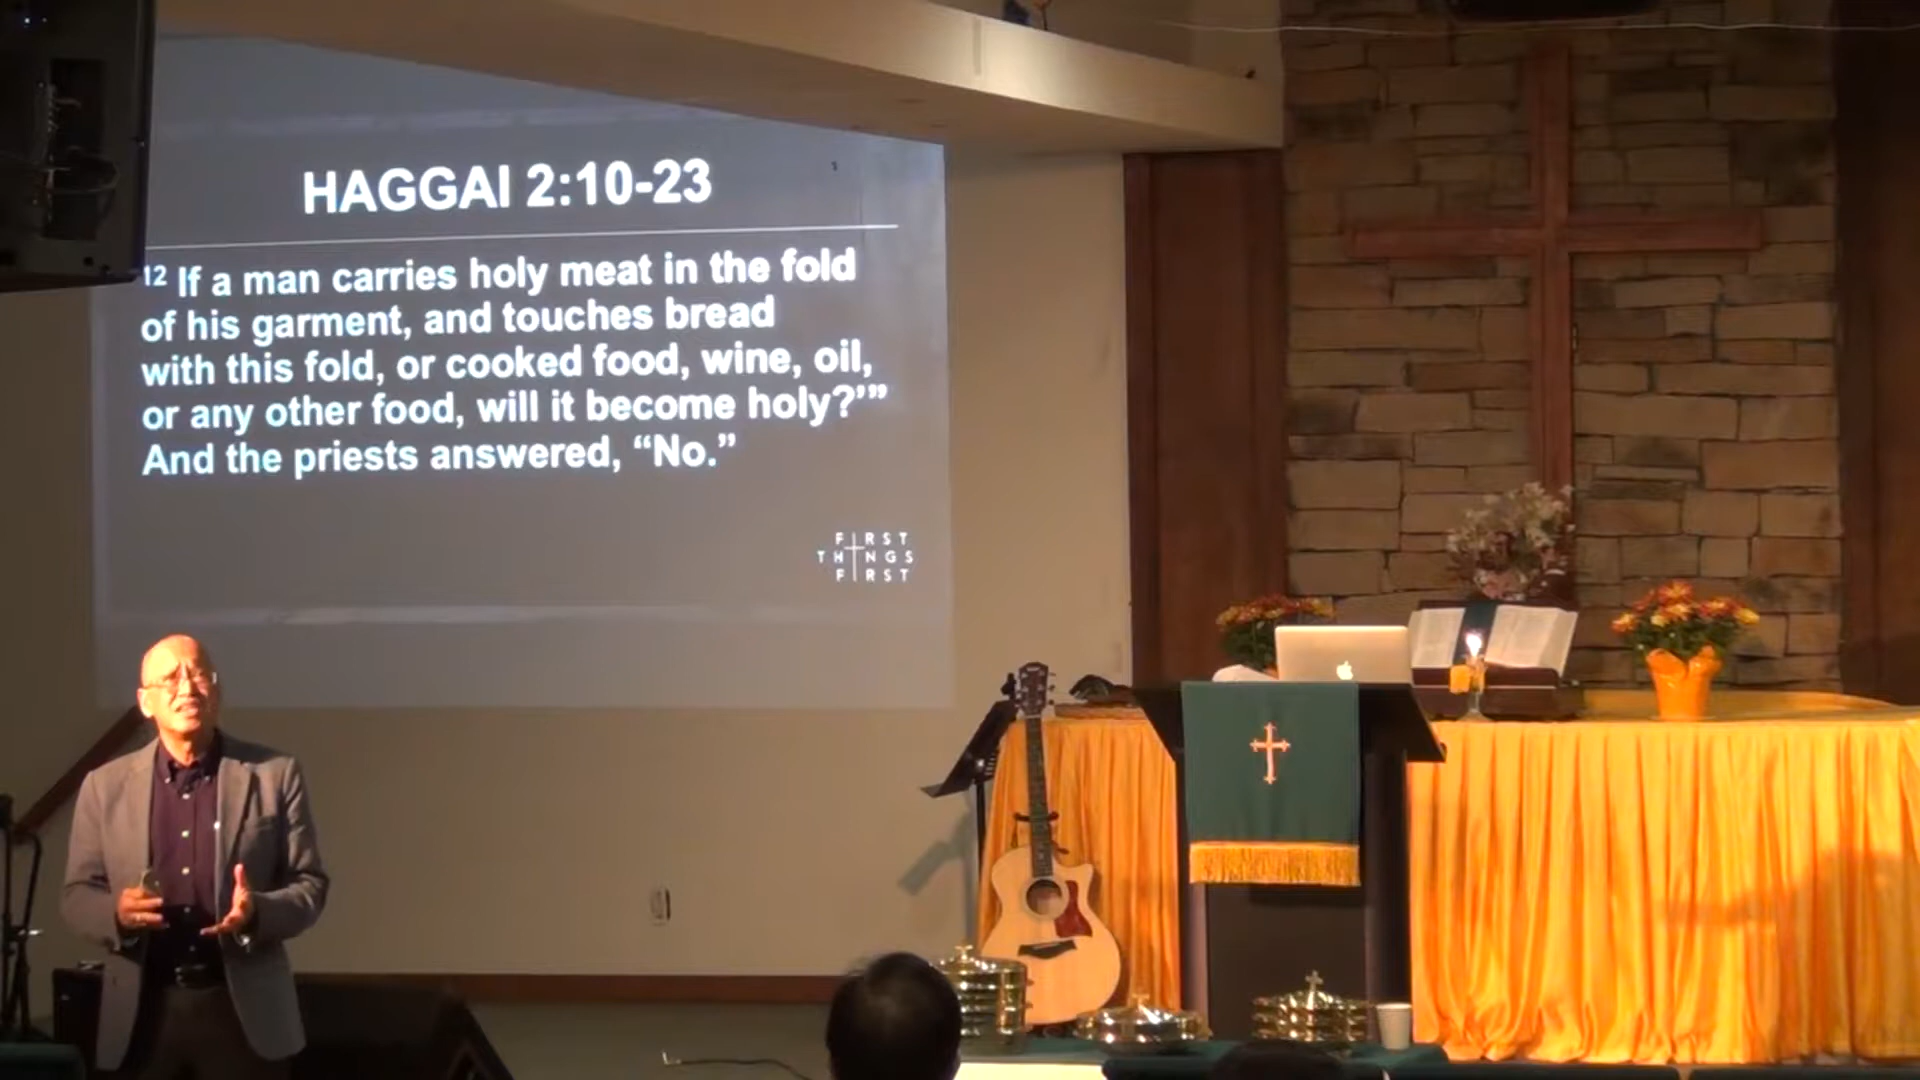 HAGGAI 2:10-23
12 If a man carries holy meat in the fold
of his garment, and touches bread
with this fold, or cooked food, wine, oil,
or any other food, will it become holy?’”
And the priests answered, “No.”
FIRST
THINGS
FIRST